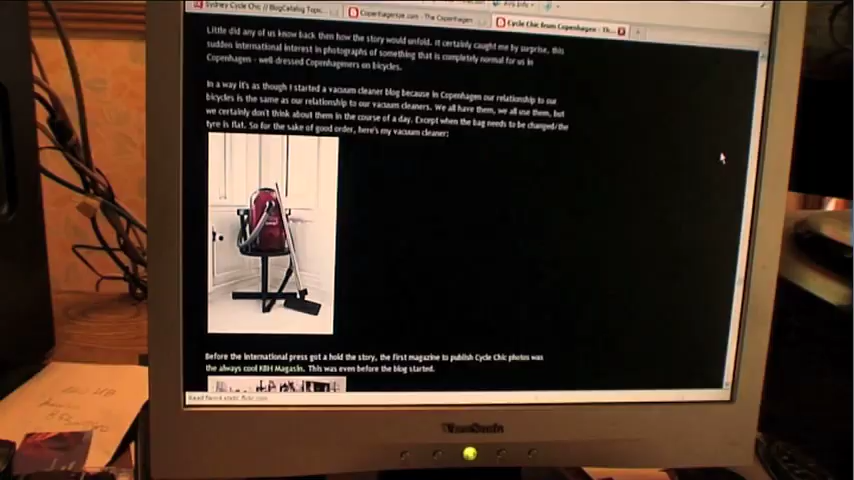 Sydney Cycle Chic // BlogCatalog Topic...
Copenhagenize.com - The Copenhagen
Cycle Chic from Copenhagen - Th...
Little did any of us know back then how the story would unfold. It certainly caught me by surprise, this
sudden international interest in photographs of something that is completely normal for us in
Copenhagen - well dressed Copenhageners on bicycles.
In a way it's as though I started a vacuum cleaner blog because in Copenhagen our relationship to our
bicycles is the same as our relationship to our vacuum cleaners. We all have them, we all use them, but
we certainly don't think about them in the course of a day. Except when the bag needs to be changed/the
tyre is flat. So for the sake of good order, here's my vacuum cleaner:
Before the international press got a hold the story, the first magazine to publish Cycle Chic photos was
the always cool KBH Magasin. This was even before the blog started.
ViewSonic